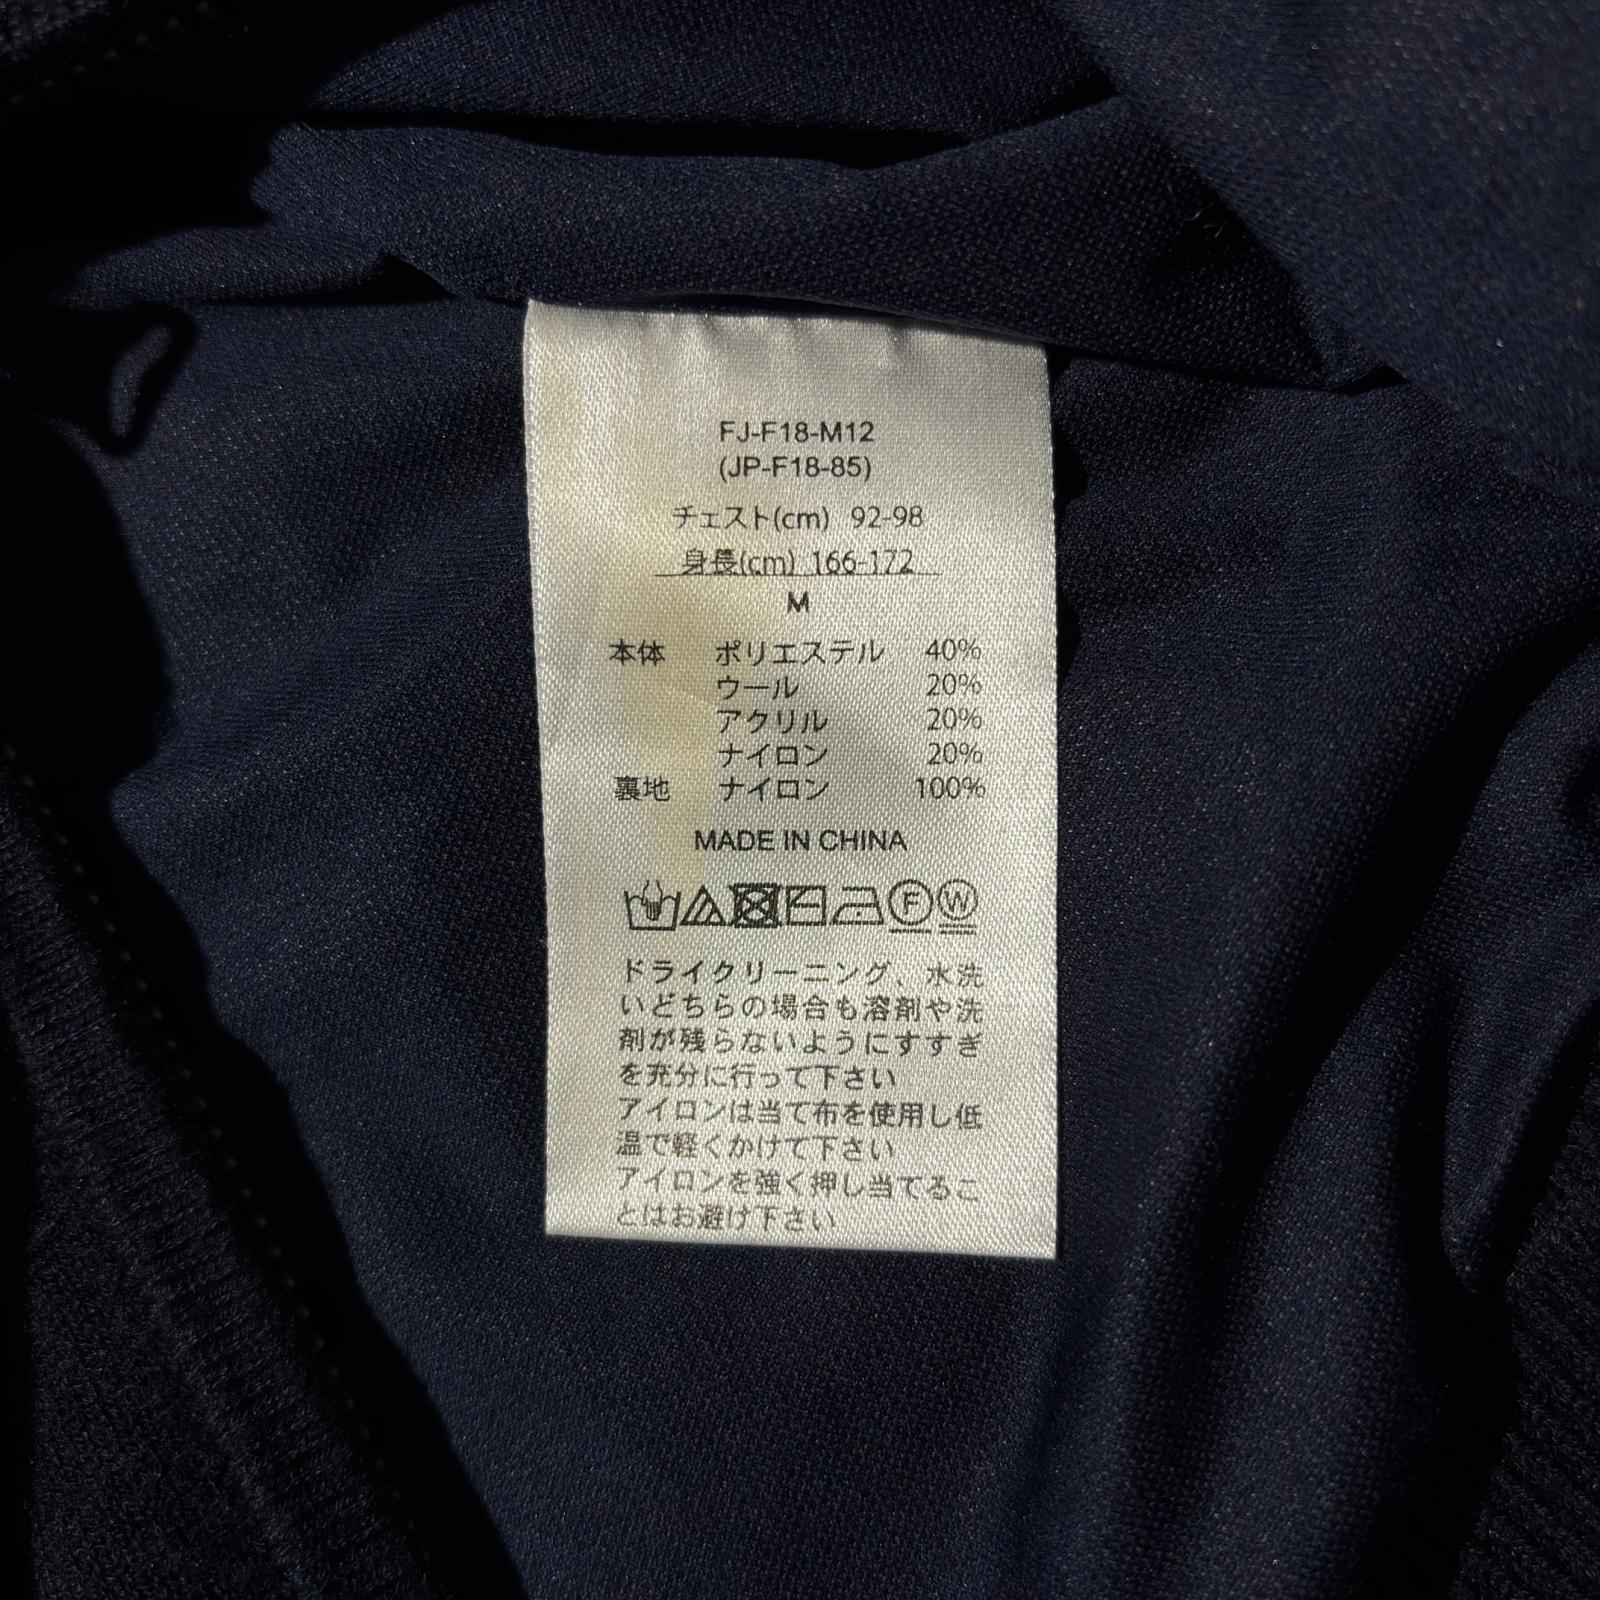 FJ-F18-M12
(JP-F18-85)
チェスト(cm) 92-98
身長(cm) 166-172
M
本体 ポリエステル 40%
ウール 20%
アクリル 20%
ナイロン 20%
裏地 ナイロン 100%
MADE IN CHINA
F W
ドライクリーニング、水洗
いどちらの場合も溶剤や洗
剤が残らないようにすすぎ
を充分に行って下さい
アイロンは当て布を使用し低
温で軽くかけて下さい
アイロンを強く押し当てるこ
とはお避け下さい